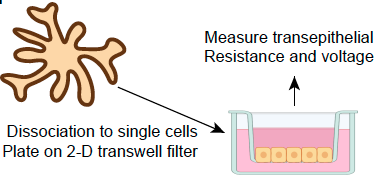 Measure transepithelial
Resistance and voltage
Dissociation to single cells
Plate on 2-D transwell filter